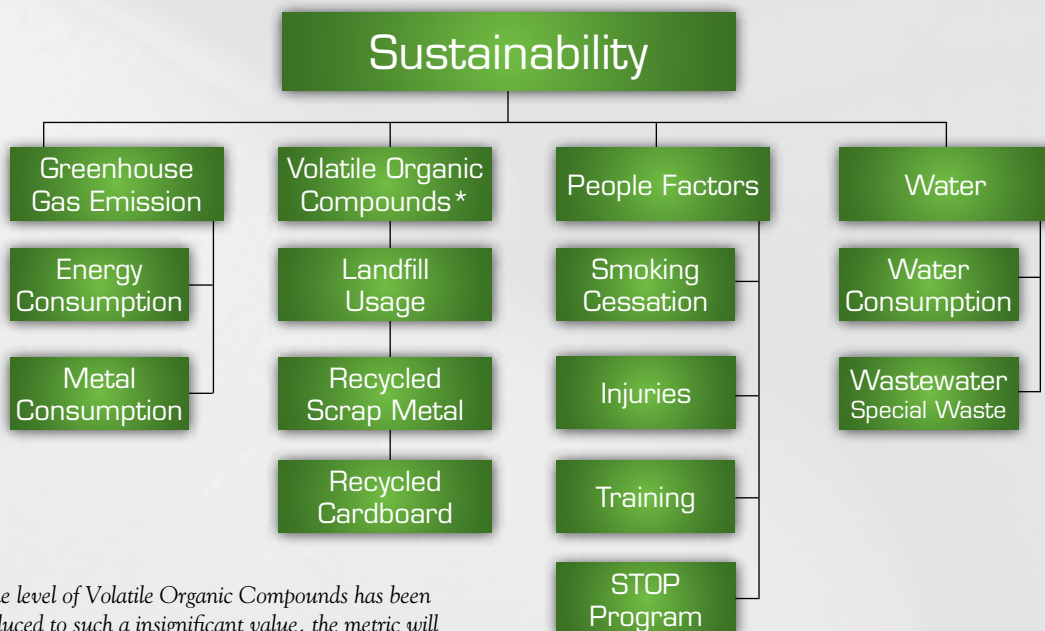 Sustainability
Greenhouse
Gas Emission
Energy
Consumption
Metal
Consumption
Volatile Organic
Compounds*
Landfill
Usage
Recycled
Scrap Metal
Recycled
Cardboard
People Factors
Smoking
Cessation
Injuries
Training
STOP
Program
Water
Water
Consumption
Wastewater
Special Waste
level of Volatile Organic Compounds has been
to such a insignificant value, the metric will